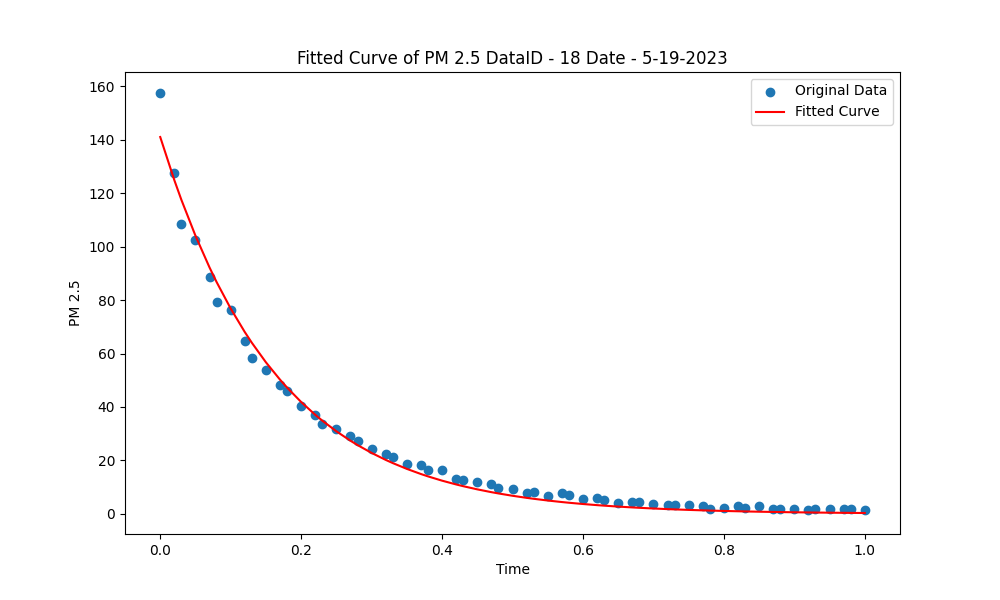 Fitted Curve of PM 2.5 DataID - 18 Date - 5-19-2023
Original Data
Fitted Curve
160
140
120
100
80
60
40
20
0
PM 2.5
0.0 0.2 0.4 0.6 0.8 1.0
Time